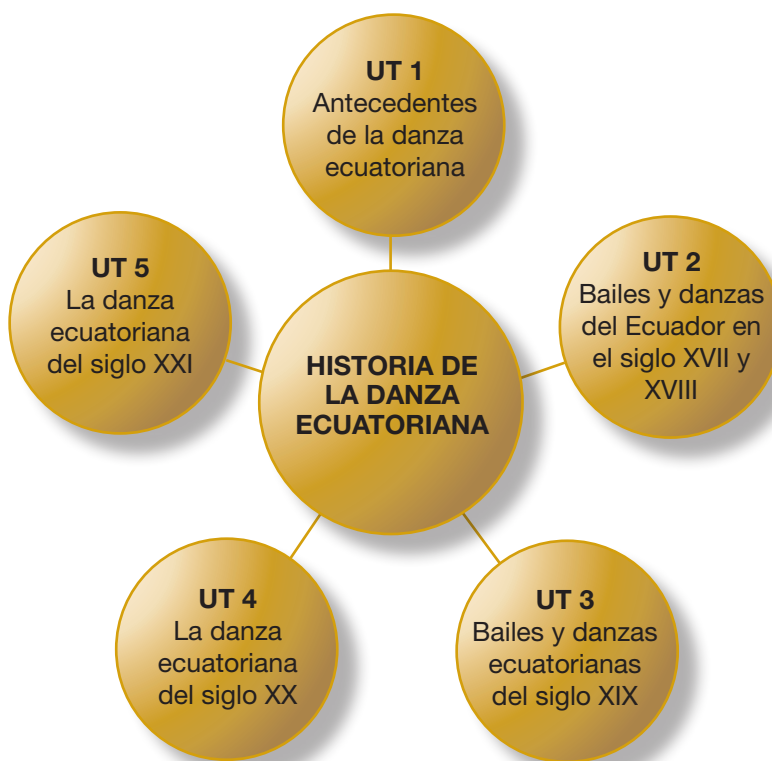 UT 1
Antecedentes
de la danza
ecuatoriana
UT 2
Bailes y danzas
del Ecuador en
el siglo XVII y
XVIII
UT 3
Bailes y danzas
ecuatorianas
del siglo XIX
UT 4
La danza
ecuatoriana
del siglo XX
UT 5
La danza
ecuatoriana
del siglo XXI
HISTORIA DE
LA DANZA
ECUATORIANA